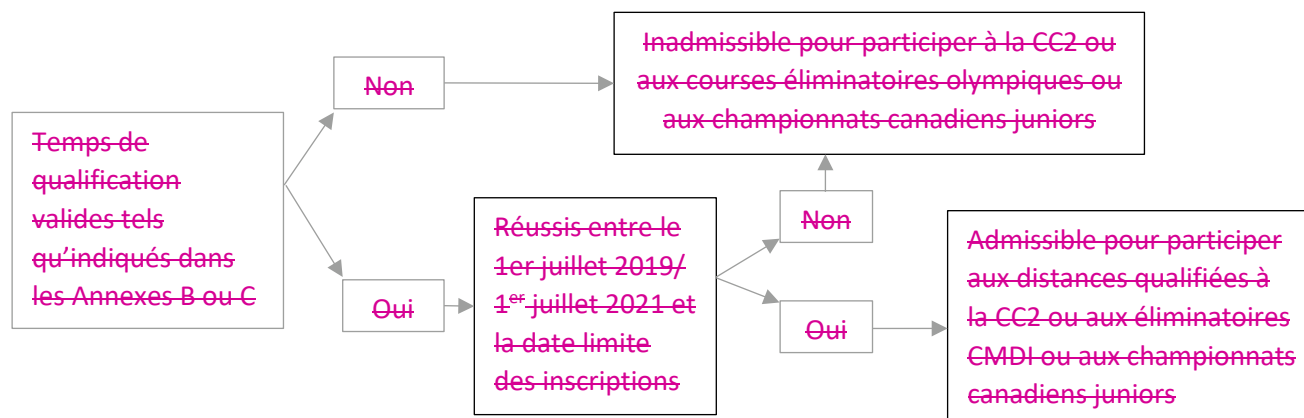 Temps de
qualification
valides tels
qu’indiqués dans
les Annexes B ou C
Non
Inadmissible pour participer à la CC2 ou
aux courses éliminatoires olympiques ou
aux championnats canadiens juniors
Oui
Réussis entre le
1er juillet 2019/
1er juillet 2021 et
la date limite
des inscriptions
Non
Oui
Admissible pour participer
aux distances qualifiées à
la CC2 ou aux éliminatoires
CMDI ou aux championnats
canadiens juniors